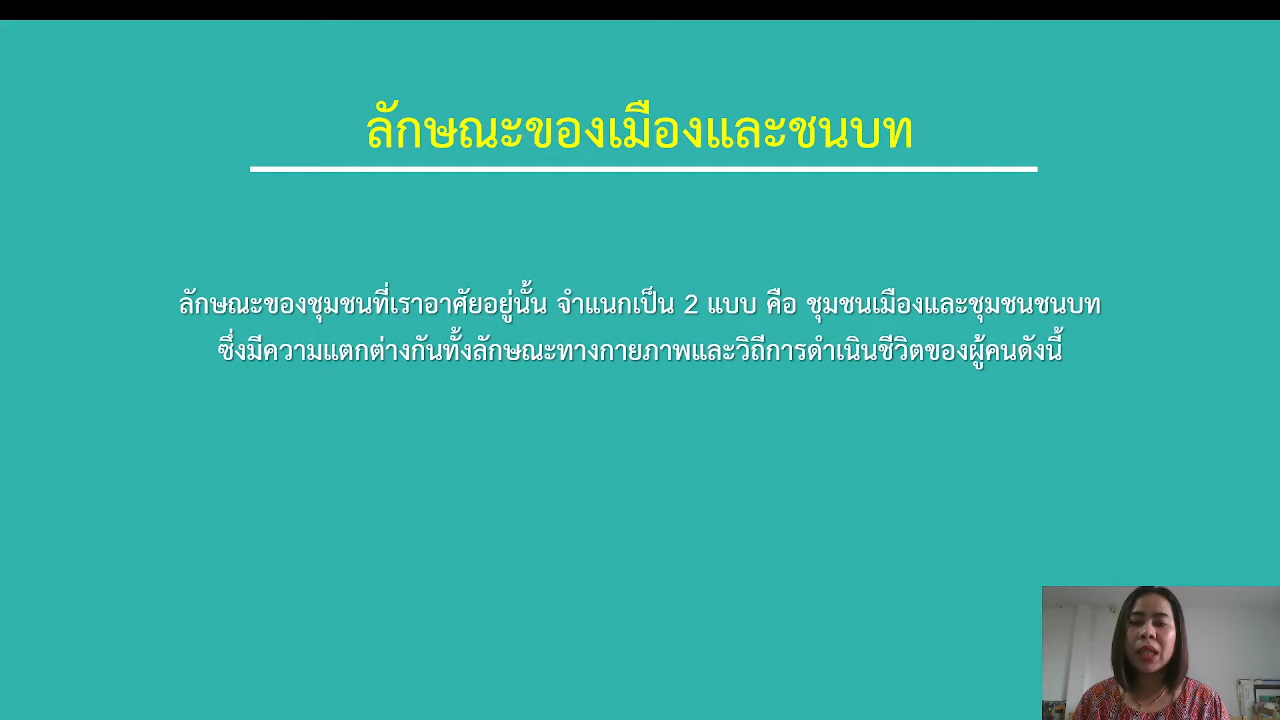 ลักษณะของเมืองและชนบท
ลักษณะของชุมชนที่เราอาศัยอยู่นั้น จำแนกเป็น 2 แบบ คือ ชุมชนเมืองและชุมชนชนบท
ซึ่งมีความแตกต่างกันทั้งลักษณะทางกายภาพและวิถีการดำเนินชีวิตของผู้คนดังนี้